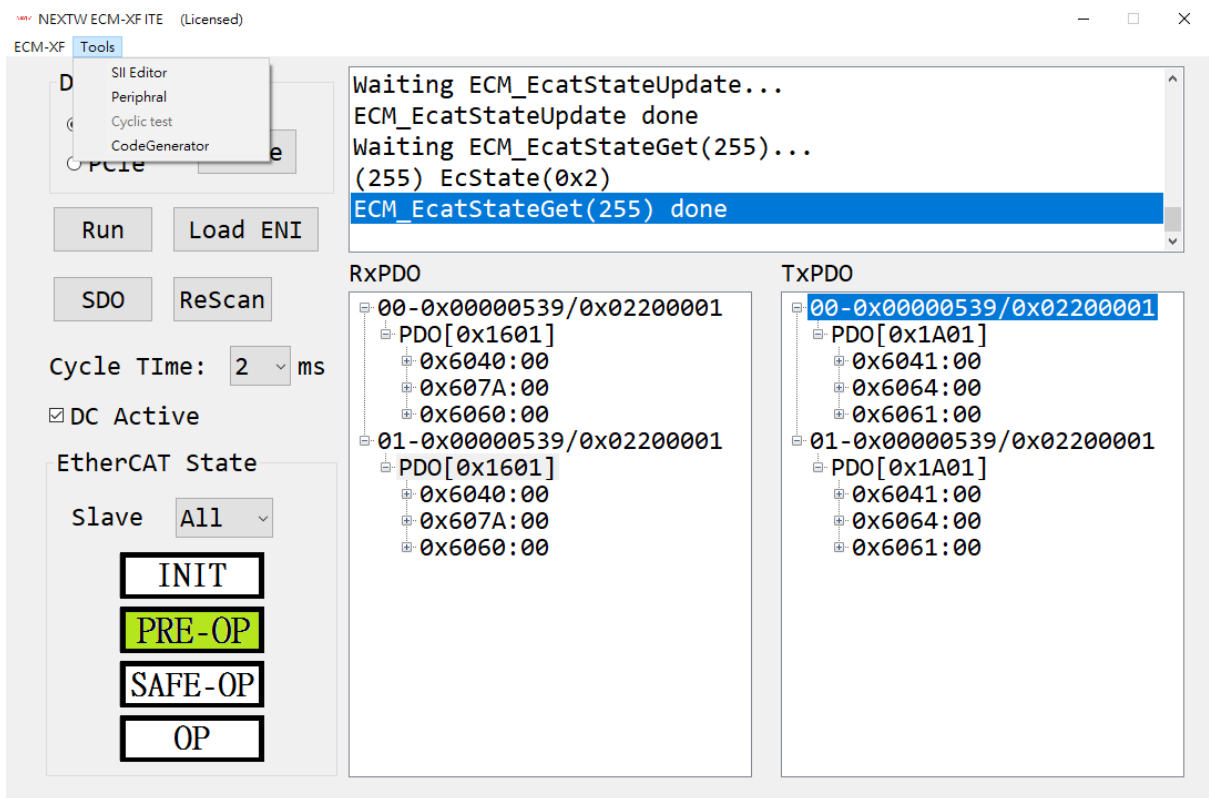 NEXTW NEXTW ECM-XF ITE (Licensed)
ECM-XF Tools
SII Editor
Periphral
Cyclic test
CodeGenerator
D
PCIe
e
Run
Load ENI
SDO
ReScan
Cycle TIme: 2 ms
DC Active
EtherCAT State
Slave All
INIT
PRE-OP
SAFE-OP
OP
Waiting ECM_EcatStateUpdate...
ECM_EcatStateUpdate done
Waiting ECM_EcatStateGet(255)...
(255) EcState(0x2)
ECM_EcatStateGet(255) done
RxPDO
00-0x00000539/0x02200001
PDO[0x1601]
0x6040:00
0x607A:00
0x6060:00
01-0x00000539/0x02200001
PDO[0x1601]
0x6040:00
0x607A:00
0x6060:00
TxPDO
00-0x00000539/0x02200001
PDO[0x1A01]
0x6041:00
0x6064:00
0x6061:00
01-0x00000539/0x02200001
PDO[0x1A01]
0x6041:00
0x6064:00
0x6061:00